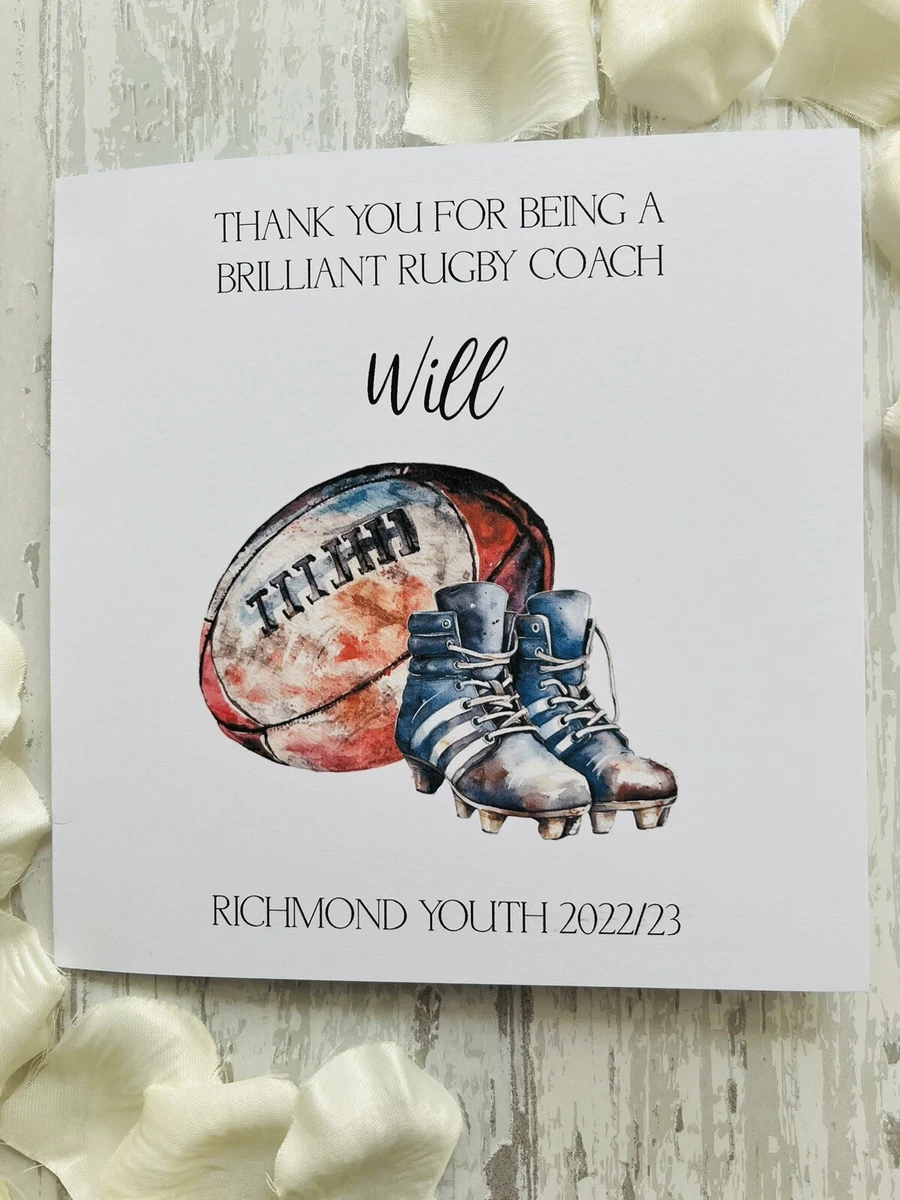 THANK YOU FOR BEING A
BRILLIANT RUGBY COACH
Will
RICHMOND YOUTH 2022/23